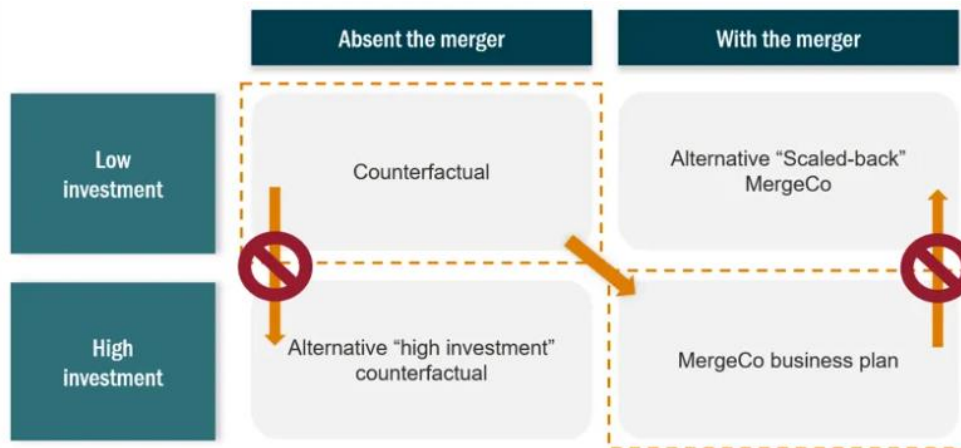 Absent the merger
With the merger
Low
investment
Counterfactual
Alternative “Scaled-back”
MergeCo
High
investment
Alternative “high investment”
counterfactual
MergeCo business plan